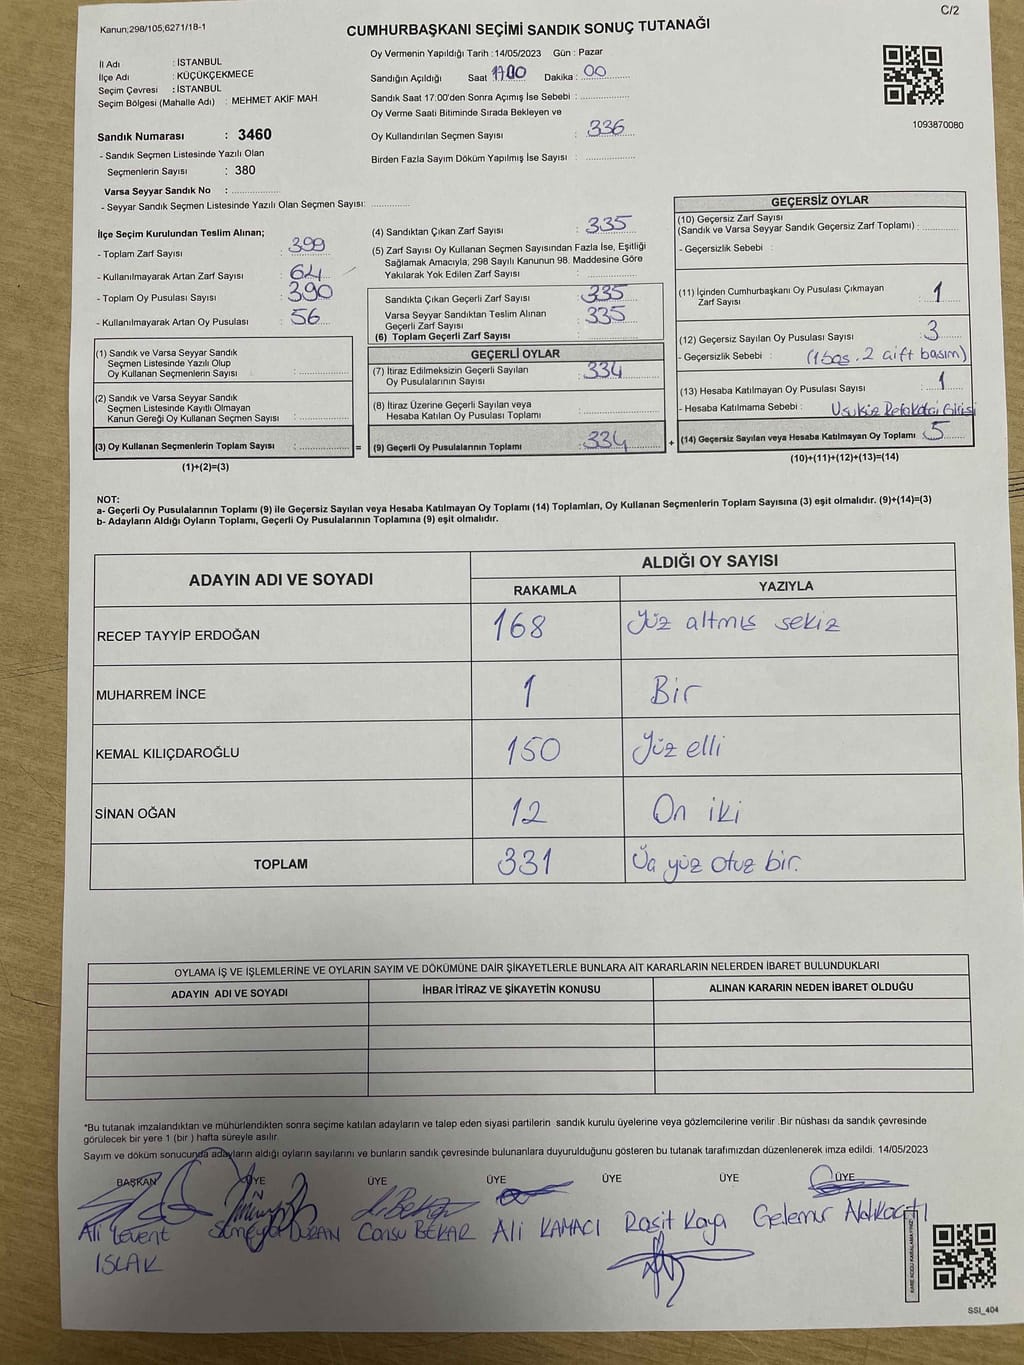 C/2
Kanun;298/105,6271/18-1
CUMHURBAŞKANI SEÇİMİ SANDIK SONUÇ TUTANAĞI
İl Adı : İSTANBUL
İlçe Adı : KÜÇÜKÇEKMECE
Seçim Çevresi : İSTANBUL
Seçim Bölgesi (Mahalle Adı) : MEHMET AKİF MAH
Sandık Numarası : 3460
- Sandık Seçmen Listesinde Yazılı Olan
Seçmenlerin Sayısı : 380
Varsa Seyyar Sandık No : ................
- Seyyar Sandık Seçmen Listesinde Yazılı Olan Seçmen Sayısı: ............
Oy Vermenin Yapıldığı Tarih : 14/05/2023 Gün : Pazar
Sandığın Açıldığı Saat 17.00 Dakika : 00
Sandık Saat 17:00'den Sonra Açımış İse Sebebi : ................
Oy Verme Saati Bitiminde Sırada Bekleyen ve
Oy Kullandırılan Seçmen Sayısı : 336
Birden Fazla Sayım Döküm Yapılmış İse Sayısı : ................
1093870080
İlçe Seçim Kurulundan Teslim Alınan;
- Toplam Zarf Sayısı : 399
- Kullanılmayarak Artan Zarf Sayısı : 64
- Toplam Oy Pusulası Sayısı : 390
- Kullanılmayarak Artan Oy Pusulası : 56
(1) Sandık ve Varsa Seyyar Sandık
Seçmen Listesinde Yazılı Olup
Oy Kullanan Seçmenlerin Sayısı : ................
(2) Sandık ve Varsa Seyyar Sandık
Seçmen Listesinde Kayıtlı Olmayan
Kanun Gereği Oy Kullanan Seçmen Sayısı : ................
(3) Oy Kullanan Seçmenlerin Toplam Sayısı : ................ =
(1)+(2)=(3)
(4) Sandıktan Çıkan Zarf Sayısı : 335
(5) Zarf Sayısı Oy Kullanan Seçmen Sayısından Fazla İse, Eşitliği
Sağlamak Amacıyla; 298 Sayılı Kanunun 98. Maddesine Göre
Yakılarak Yok Edilen Zarf Sayısı : ................
Sandıkta Çıkan Geçerli Zarf Sayısı : 335
Varsa Seyyar Sandıktan Teslim Alınan
Geçerli Zarf Sayısı : 335
(6) Toplam Geçerli Zarf Sayısı
GEÇERLİ OYLAR
(7) İtiraz Edilmeksizin Geçerli Sayılan
Oy Pusulalarının Sayısı : 334
(8) İtiraz Üzerine Geçerli Sayılan veya
Hesaba Katılan Oy Pusulası Toplamı : ................
(9) Geçerli Oy Pusulalarının Toplamı : 334 +
GEÇERSİZ OYLAR
(10) Geçersiz Zarf Sayısı
(Sandık ve Varsa Seyyar Sandık Geçersiz Zarf Toplamı) : ............
- Geçersizlik Sebebi :
(11) İçinden Cumhurbaşkanı Oy Pusulası Çıkmayan
Zarf Sayısı : 1
(12) Geçersiz Sayılan Oy Pusulası Sayısı : 3
- Geçersizlik Sebebi : (1 boş. 2 çift basım)
(13) Hesaba Katılmayan Oy Pusulası Sayısı : 1
- Hesaba Katılmama Sebebi :
(14) Geçersiz Sayılan veya Hesaba Katılmayan Oy Toplamı : 5
(10)+(11)+(12)+(13)=(14)
NOT:
a- Geçerli Oy Pusulalarının Toplamı (9) ile Geçersiz Sayılan veya Hesaba Katılmayan Oy Toplamı (14) Toplamları, Oy Kullanan Seçmenlerin Toplam Sayısına (3) eşit olmalıdır. (9)+(14)=(3)
b- Adayların Aldığı Oyların Toplamı, Geçerli Oy Pusulalarının Toplamına (9) eşit olmalıdır.
ADAYIN ADI VE SOYADI ALDIĞI OY SAYISI
RAKAMLA YAZIYLA
RECEP TAYYİP ERDOĞAN 168 Yüz altmış sekiz
MUHARREM İNCE 1 Bir
KEMAL KILIÇDAROĞLU 150 Yüz elli
SİNAN OĞAN 12 On iki
TOPLAM 331 Üç yüz otuz bir.
OYLAMA İŞ VE İŞLEMLERİNE VE OYLARIN SAYIM VE DÖKÜMÜNE DAİR ŞİKAYETLERLE BUNLARA AİT KARARLARIN NELERDEN İBARET BULUNDUKLARI
ADAYIN ADI VE SOYADI İHBAR İTİRAZ VE ŞİKAYETİN KONUSU ALINAN KARARIN NEDEN İBARET OLDUĞU
*Bu tutanak imzalandıktan ve mühürlendikten sonra seçime katılan adayların ve talep eden siyasi partilerin sandık kurulu üyelerine veya gözlemcilerine verilir .Bir nüshası da sandık çevresinde
görülecek bir yere 1 (bir ) hafta süreyle asılır.
Sayım ve döküm sonucunda adayların aldığı oyların sayılarını ve bunların sandık çevresinde bulunanlara duyurulduğunu gösteren bu tutanak tarafımızdan düzenlenerek imza edildi. 14/05/2023
BAŞKAN ÜYE ÜYE ÜYE ÜYE ÜYE ÜYE
Ali Levent Sümeyye DURAN Cansu BEKAR Ali KAMACI Raşit Kaya
ISLAK
SSI_404